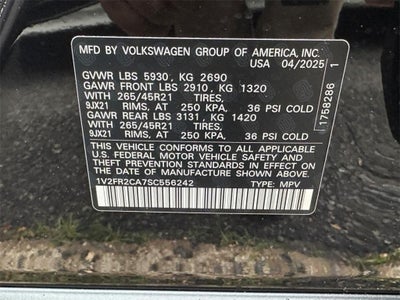 MFD BY VOLKSWAGEN GROUP OF AMERICA, INC.
USA 04/2025
GVWR LBS 5930, KG 2690
GAWR FRONT LBS 2910, KG 1320
WITH 265/45R21 TIRES,
9JX21 RIMS, AT 250 KPA, 36 PSI COLD
GAWR REAR LBS 3131, KG 1420
WITH 265/45R21 TIRES,
9JX21 RIMS, AT 250 KPA, 36 PSI COLD
THIS VEHICLE CONFORMS TO ALL APPLICABLE
U.S. FEDERAL MOTOR VEHICLE SAFETY AND
THEFT PREVENTION STANDARDS IN EFFECT ON
THE DATE OF MANUFACTURE SHOWN ABOVE.
1V2FR2CA7SC556242 TYPE: MPV
1758286 1